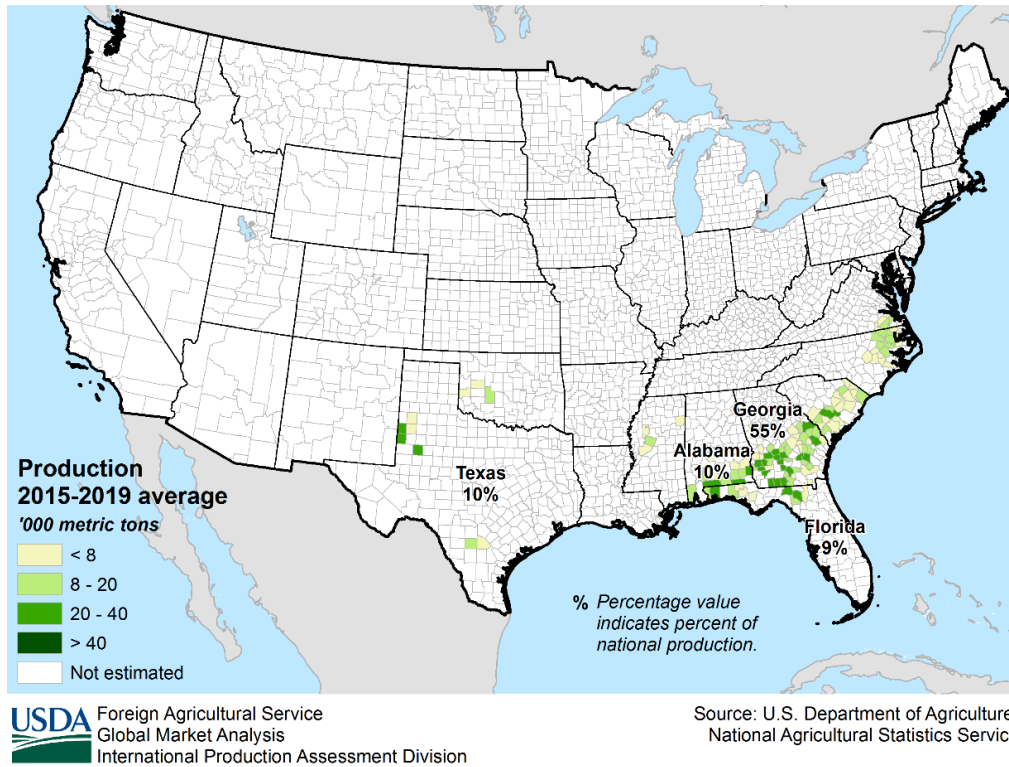 Georgia
55%
Alabama
10%
Texas
10%
Florida
9%
Production
2015-2019 average
'000 metric tons
< 8
8 - 20
20 - 40
> 40
Not estimated
% Percentage value
indicates percent of
national production.
USDA
Foreign Agricultural Service
Global Market Analysis
International Production Assessment Division
Source: U.S. Department of Agriculture
National Agricultural Statistics Servic